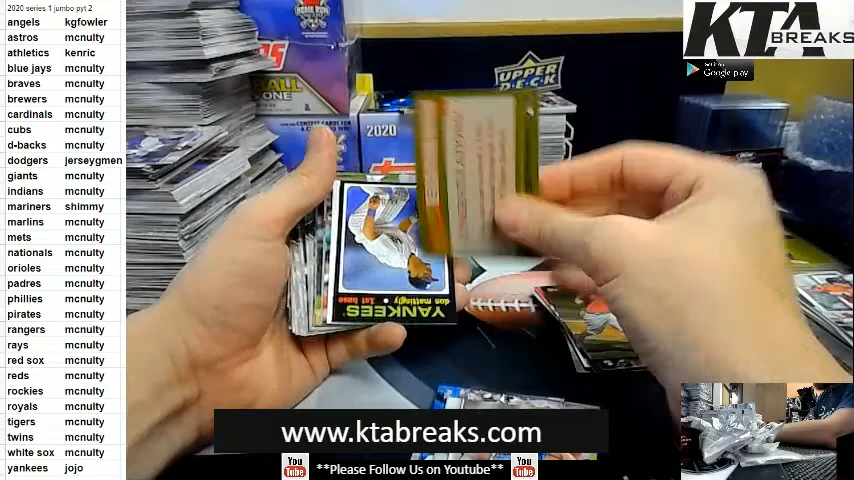 2020 series 1 jumbo pyt 2
angels kgfowler
astros mcnulty
athletics kenric
blue jays mcnulty
braves mcnulty
brewers mcnulty
cardinals mcnulty
cubs mcnulty
d-backs mcnulty
dodgers jerseygmen
giants mcnulty
indians mcnulty
mariners shimmy
marlins mcnulty
mets mcnulty
nationals mcnulty
orioles mcnulty
padres mcnulty
phillies mcnulty
pirates mcnulty
rangers mcnulty
rays mcnulty
red sox mcnulty
reds mcnulty
rockies mcnulty
royals mcnulty
tigers mcnulty
twins mcnulty
white sox mcnulty
yankees jojo
KTA
BREAKS
Google play
UPPER
DECK
2020
YANKEES
don mattingly • 1st base
www.ktabreaks.com
You
Tube
**Please Follow Us on Youtube**
You
Tube